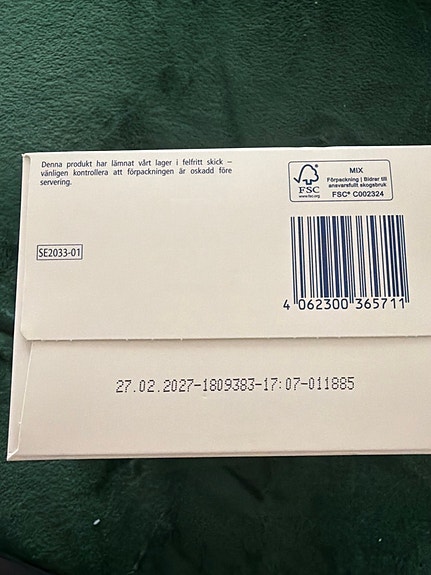 Denna produkt har lämnat vårt lager i felfritt skick –
vänligen kontrollera att förpackningen är oskadd före
servering.
FSC
www.fsc.org
MIX
Förpackning | Bidrar till
ansvarsfullt skogsbruk
FSC® C002324
SE2033-01
4 062300 365711
27.02.2027-1809383-17:07-011885